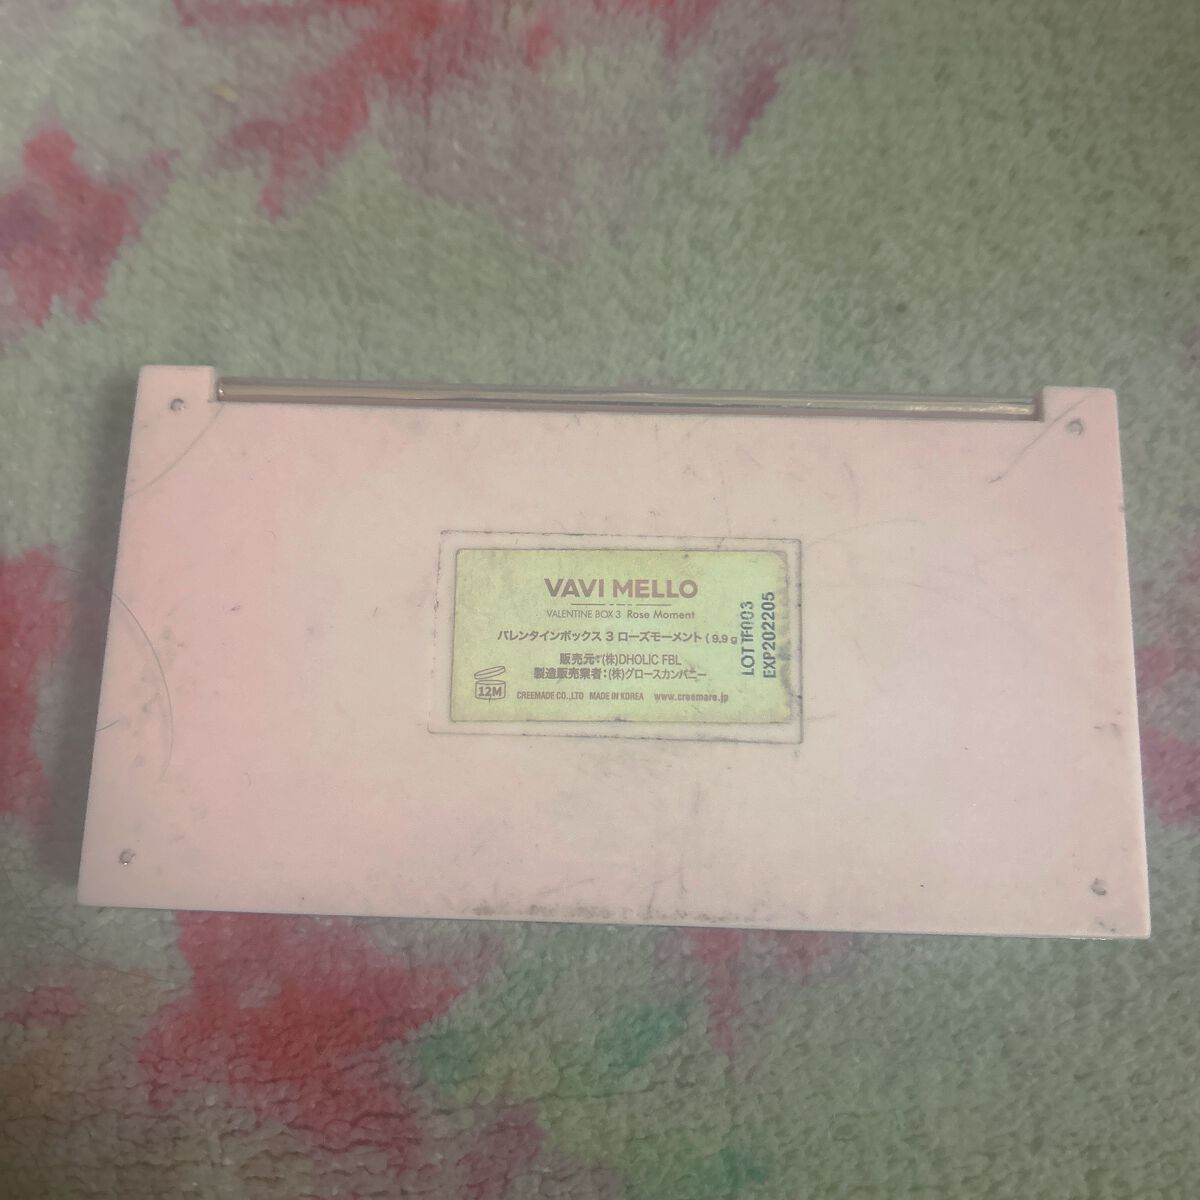 VAVI MELLO
VALENTINE BOX 3 Rose Moment
バレンタインボックス 3 ローズモーメント ( 9.9 g
販売元:(株)DHOLIC FBL
製造販売業者:(株)グロースカンパニー
12M
CREEMADE CO.,LTD MADE IN KOREA www.creemare.jp
LOT
EXP202205